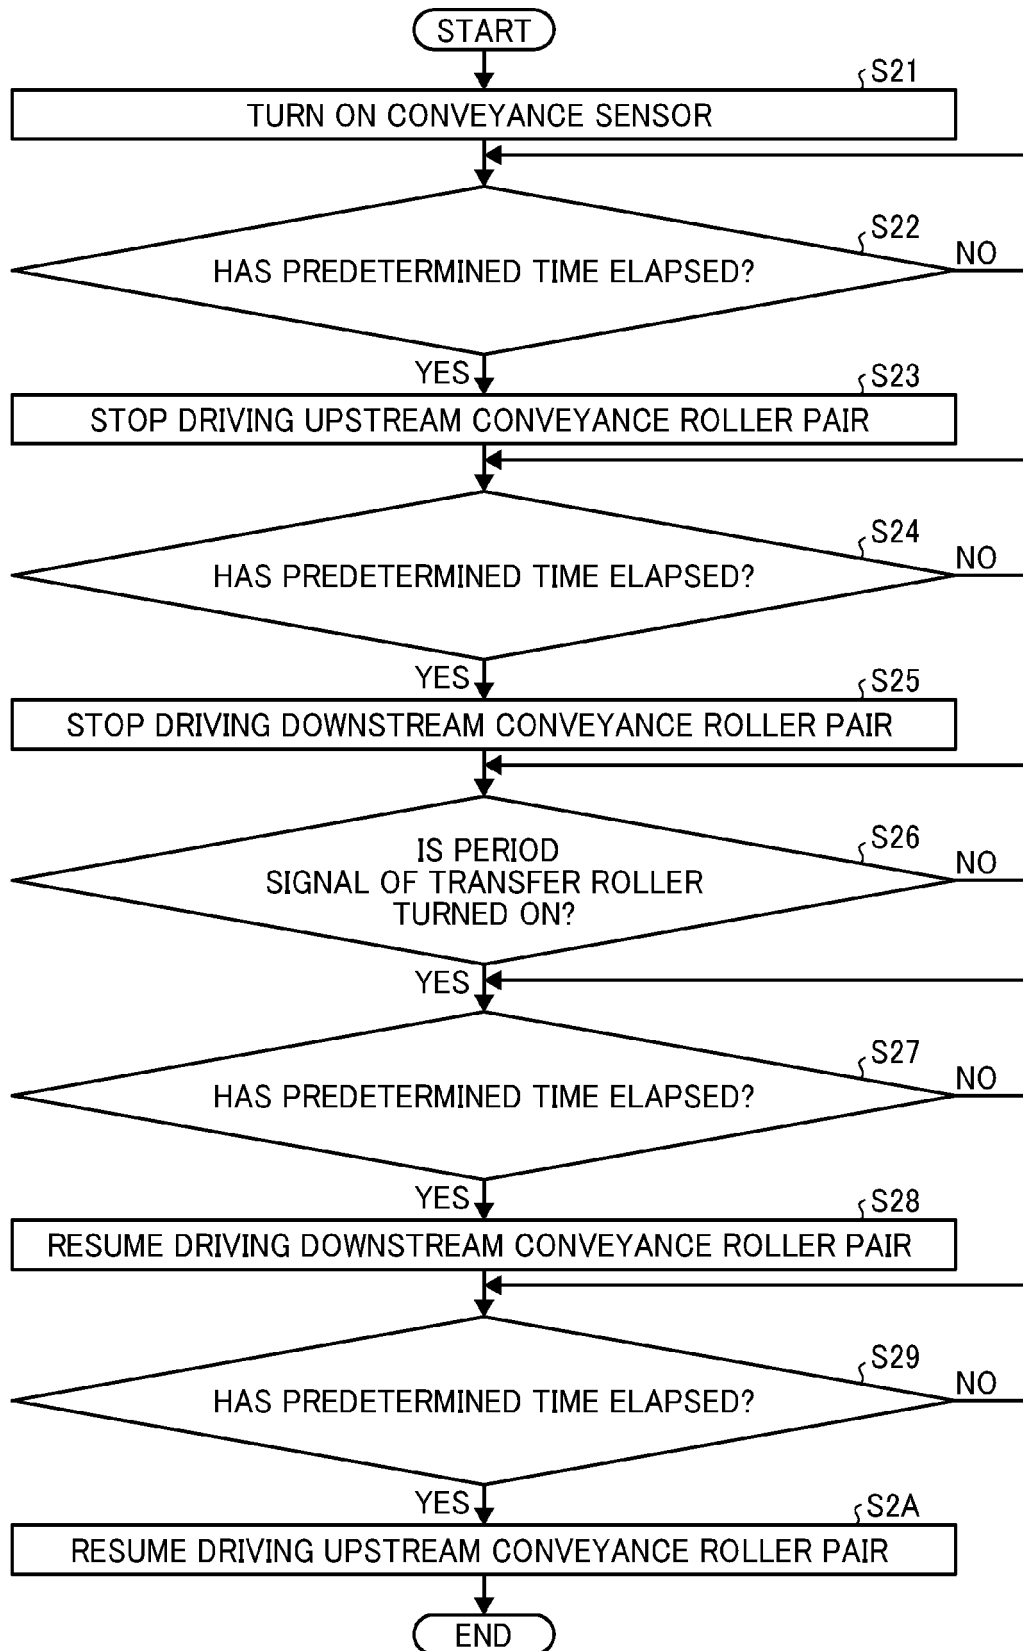 START
S21
TURN ON CONVEYANCE SENSOR
S22
NO
HAS PREDETERMINED TIME ELAPSED?
YES
S23
STOP DRIVING UPSTREAM CONVEYANCE ROLLER PAIR
S24
NO
HAS PREDETERMINED TIME ELAPSED?
YES
S25
STOP DRIVING DOWNSTREAM CONVEYANCE ROLLER PAIR
S26
NO
IS PERIOD
SIGNAL OF TRANSFER ROLLER
TURNED ON?
YES
S27
NO
HAS PREDETERMINED TIME ELAPSED?
YES
S28
RESUME DRIVING DOWNSTREAM CONVEYANCE ROLLER PAIR
S29
NO
HAS PREDETERMINED TIME ELAPSED?
YES
S2A
RESUME DRIVING UPSTREAM CONVEYANCE ROLLER PAIR
END